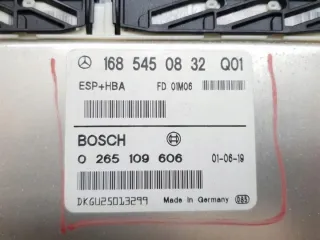 168 545 08 32 Q01
ESP+HBA FD 01M06
BOSCH
0 265 109 606 01-06-19
DKGU25013299 Made in Germany DBS